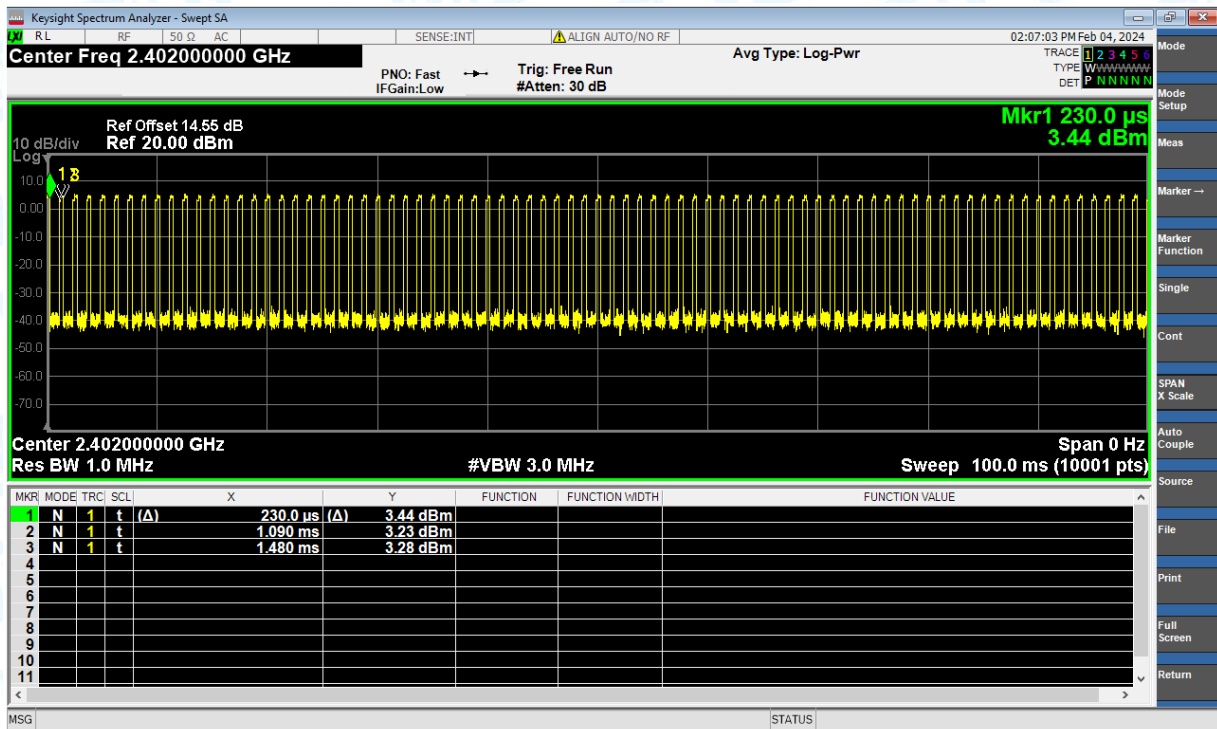 Keysight Spectrum Analyzer - Swept SA
LXI RL RF 50 Ω AC SENSE:INT ALIGN AUTO/NO RF 02:07:03 PM Feb 04, 2024
Center Freq 2.402000000 GHz
PNO: Fast
IFGain:Low
Trig: Free Run
#Atten: 30 dB
Avg Type: Log-Pwr
TRACE 1 2 3 4 5 6
TYPE WWWWWW
DET P N N N N N
Ref Offset 14.55 dB
10 dB/div Ref 20.00 dBm
Log
Mkr1 230.0 µs
3.44 dBm
10.0
0.00
-10.0
-20.0
-30.0
-40.0
-50.0
-60.0
-70.0
Center 2.402000000 GHz Span 0 Hz
Res BW 1.0 MHz #VBW 3.0 MHz Sweep 100.0 ms (10001 pts)
MKR MODE TRC SCL X Y FUNCTION FUNCTION WIDTH FUNCTION VALUE
1 N 1 t (Δ) 230.0 µs (Δ) 3.44 dBm
2 N 1 t 1.090 ms 3.23 dBm
3 N 1 t 1.480 ms 3.28 dBm
4
5
6
7
8
9
10
11
MSG STATUS
Mode
Mode
Setup
Meas
Marker →
Marker
Function
Single
Cont
SPAN
X Scale
Auto
Couple
Source
File
Print
Full
Screen
Return